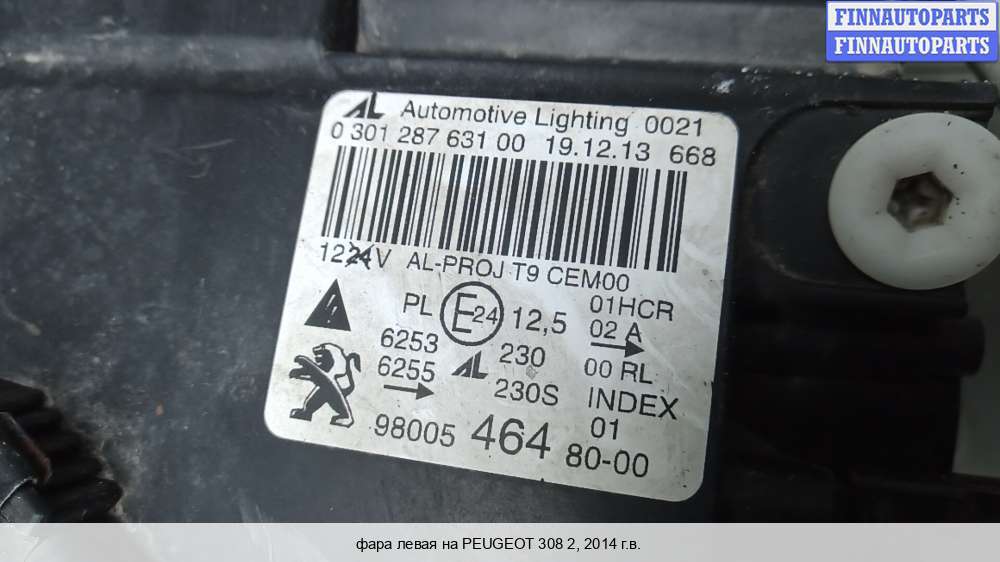 FINNAUTOPARTS
FINNAUTOPARTS
AL Automotive Lighting 0021
0 301 287 631 00 19.12.13 668
1224V AL-PROJ T9 CEM00
PL E24 12,5 01HCR
02 A
6253 AL 230 00 RL
6255 230S INDEX
98005 464 80-00 01
фара левая на PEUGEOT 308 2, 2014 г.в.